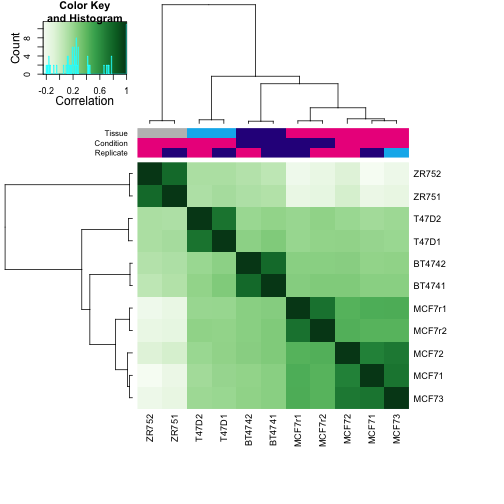 Color Key
and Histogram
Count
0 4 8
-0.2 0.2 0.6 1
Correlation
Tissue
Condition
Replicate
ZR752
ZR751
T47D2
T47D1
BT4742
BT4741
MCF7r1
MCF7r2
MCF72
MCF71
MCF73
ZR752 ZR751 T47D2 T47D1 BT4742 BT4741 MCF7r1 MCF7r2 MCF72 MCF71 MCF73